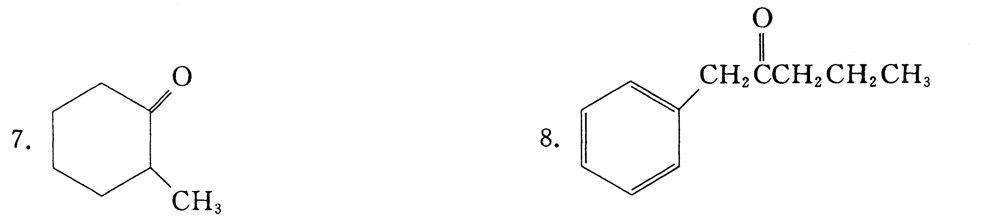 O
O
CH₂CCH₂CH₂CH₃
7.
8.
CH₃